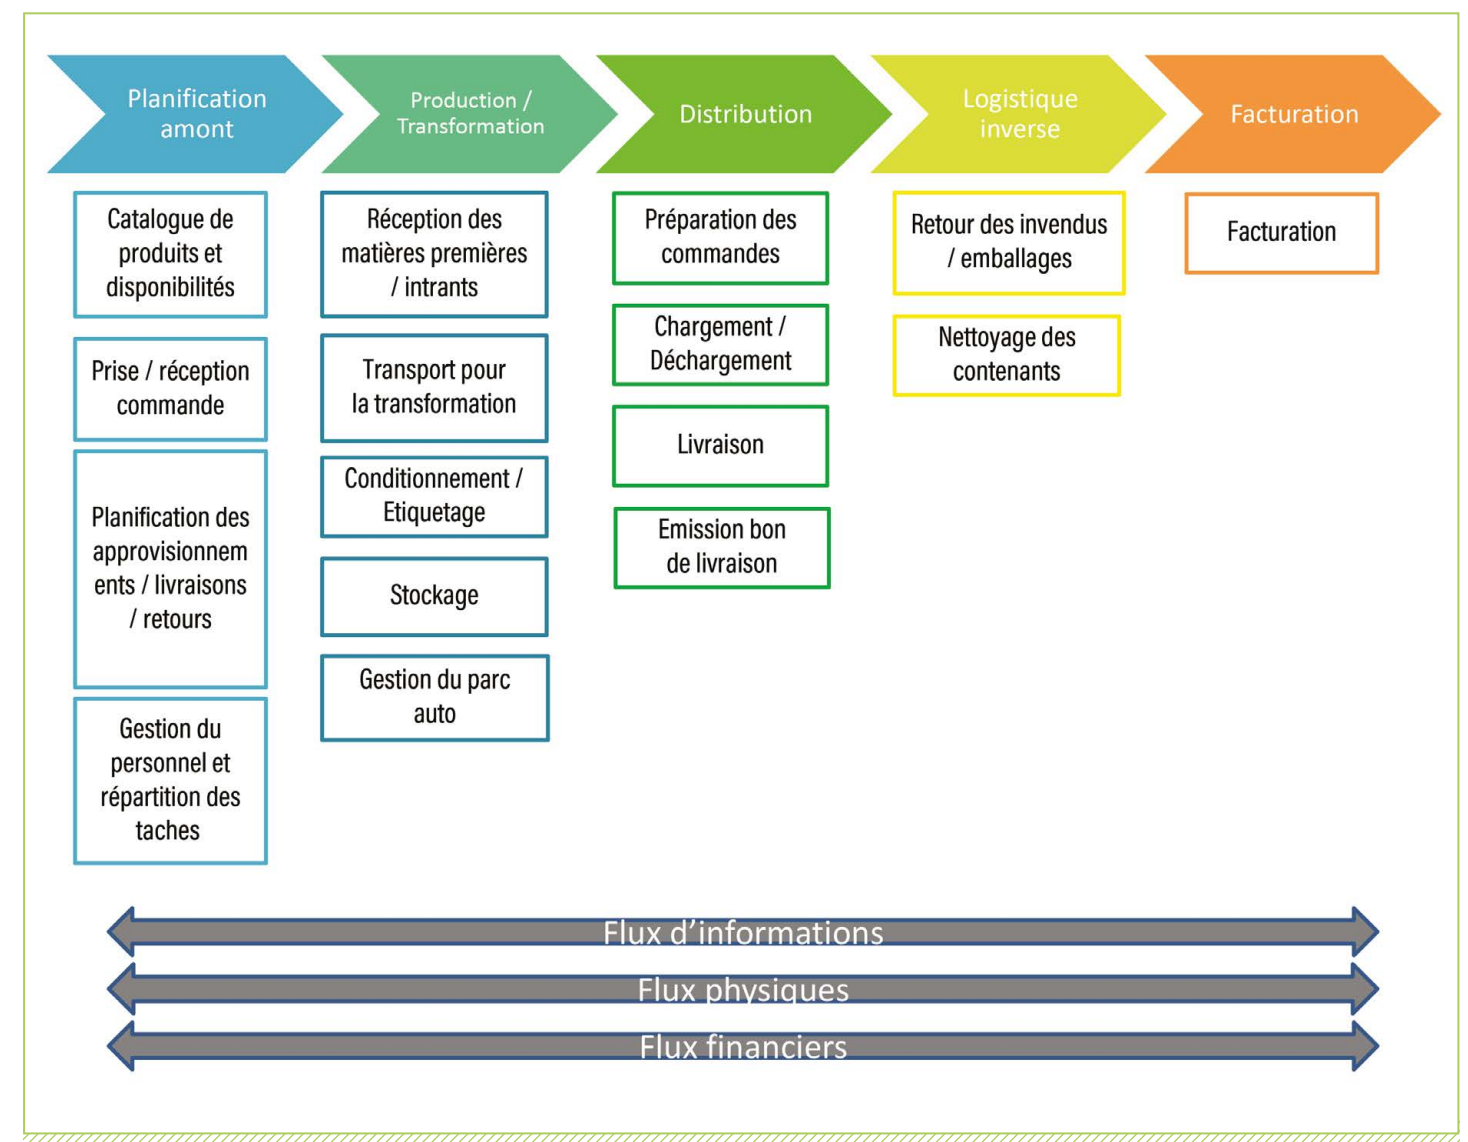 Planification
amont
Production /
Transformation
Distribution
Logistique
inverse
Facturation
Catalogue de
produits et
disponibilités
Prise / réception
commande
Planification des
approvisionnem
ents / livraisons
/ retours
Gestion du
personnel et
répartition des
taches
Réception des
matières premières
/ intrants
Transport pour
la transformation
Conditionnement /
Etiquetage
Stockage
Gestion du parc
auto
Préparation des
commandes
Chargement /
Déchargement
Livraison
Emission bon
de livraison
Retour des invendus
/ emballages
Nettoyage des
contenants
Facturation
Flux d’informations
Flux physiques
Flux financiers